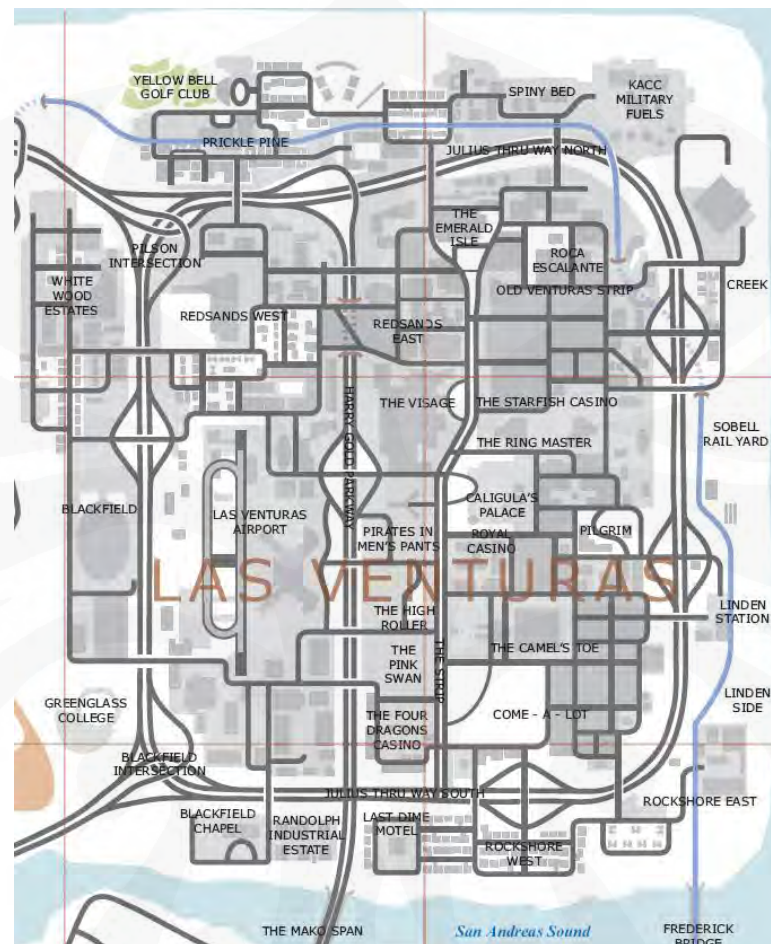 YELLOW BELL
GOLF CLUB
SPINY BED
KACC
MILITARY
FUELS
PRICKLE PINE
JULIUS THRU WAY NORTH
THE
EMERALD
ISLE
PILSON
INTERSECTION
ROCA
ESCALANTE
WHITE
WOOD
ESTATES
OLD VENTURAS STRIP
CREEK
REDSANDS WEST
REDSANDS
EAST
HARRY GOLD PARKWAY
THE VISAGE
THE STARFISH CASINO
SOBELL
RAIL YARD
THE RING MASTER
BLACKFIELD
LAS VENTURAS
AIRPORT
CALIGULA'S
PALACE
PIRATES IN
MEN'S PANTS
ROYAL
CASINO
PILGRIM
LAS VENTURAS
THE HIGH
ROLLER
LINDEN
STATION
THE STRIP
THE CAMEL'S TOE
THE
PINK
SWAN
LINDEN
SIDE
GREENGLASS
COLLEGE
THE FOUR
DRAGONS
CASINO
COME - A - LOT
BLACKFIELD
INTERSECTION
JULIUS THRU WAY SOUTH
ROCKSHORE EAST
BLACKFIELD
CHAPEL
RANDOLPH
INDUSTRIAL
ESTATE
LAST DIME
MOTEL
ROCKSHORE
WEST
THE MAKO SPAN
San Andreas Sound
FREDERICK
BRIDGE